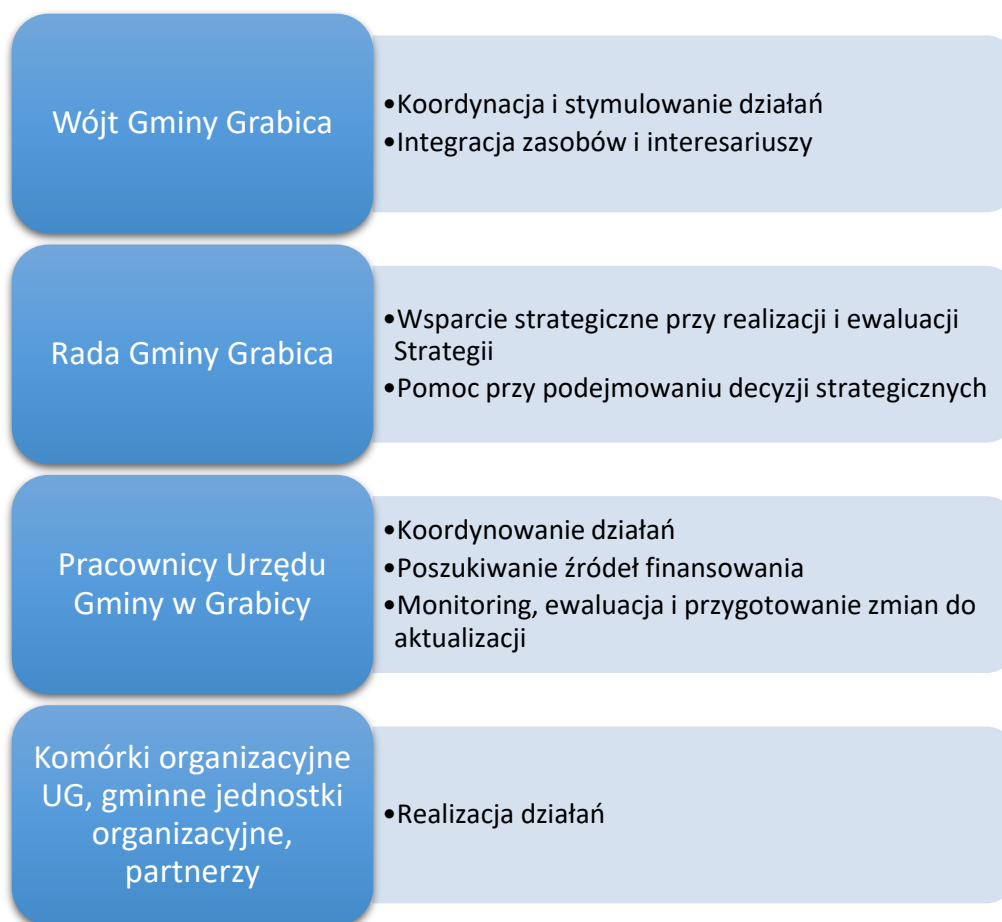 Wójt Gminy Grabica
•Koordynacja i stymulowanie działań
•Integracja zasobów i interesariuszy
Rada Gminy Grabica
•Wsparcie strategiczne przy realizacji i ewaluacji
Strategii
•Pomoc przy podejmowaniu decyzji strategicznych
Pracownicy Urzędu
Gminy w Grabicy
•Koordynowanie działań
•Poszukiwanie źródeł finansowania
•Monitoring, ewaluacja i przygotowanie zmian do
aktualizacji
Komórki organizacyjne
UG, gminne jednostki
organizacyjne,
partnerzy
•Realizacja działań